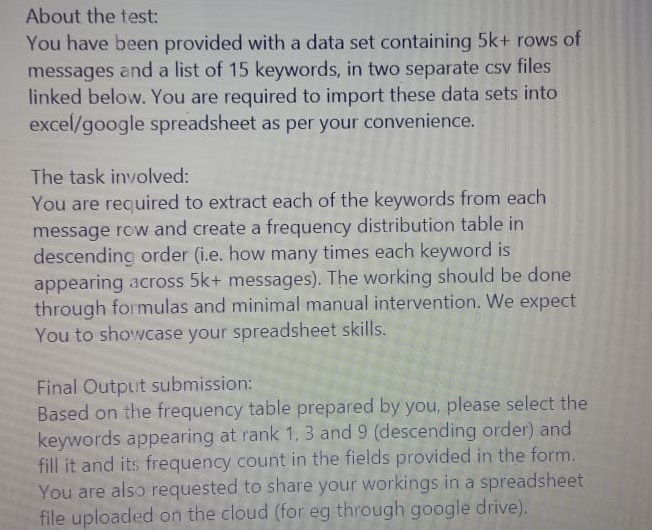 About the test:
You have been provided with a data set containing 5k+ rows of
messages and a list of 15 keywords, in two separate csv files
linked below. You are required to import these data sets into
excel/google spreadsheet as per your convenience.
The task involved:
You are required to extract each of the keywords from each
message row and create a frequency distribution table in
descending order (i.e. how many times each keyword is
appearing across 5k+ messages). The working should be done
through formulas and minimal manual intervention. We expect
You to showcase your spreadsheet skills.
Final Output submission:
Based on the frequency table prepared by you, please select the
keywords appearing at rank 1, 3 and 9 (descending order) and
fill it and its frequency count in the fields provided in the form.
You are also requested to share your workings in a spreadsheet
file uploaded on the cloud (for eg through google drive).